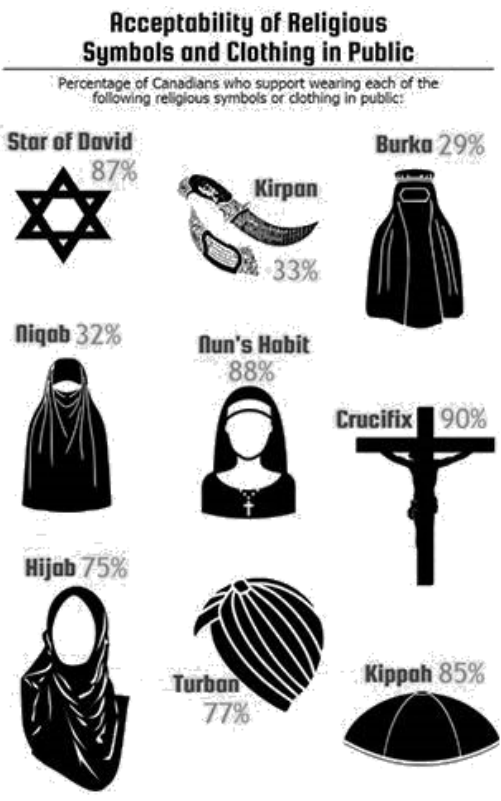 Acceptability of Religious
Symbols and Clothing in Public
Percentage of Canadians who support wearing each of the
following religious symbols or clothing in public:
Star of David
87%
Kirpan
33%
Burka 29%
Niqab 32%
Nun's Habit
88%
Crucifix 90%
Hijab 75%
Turban
77%
Kippah 85%